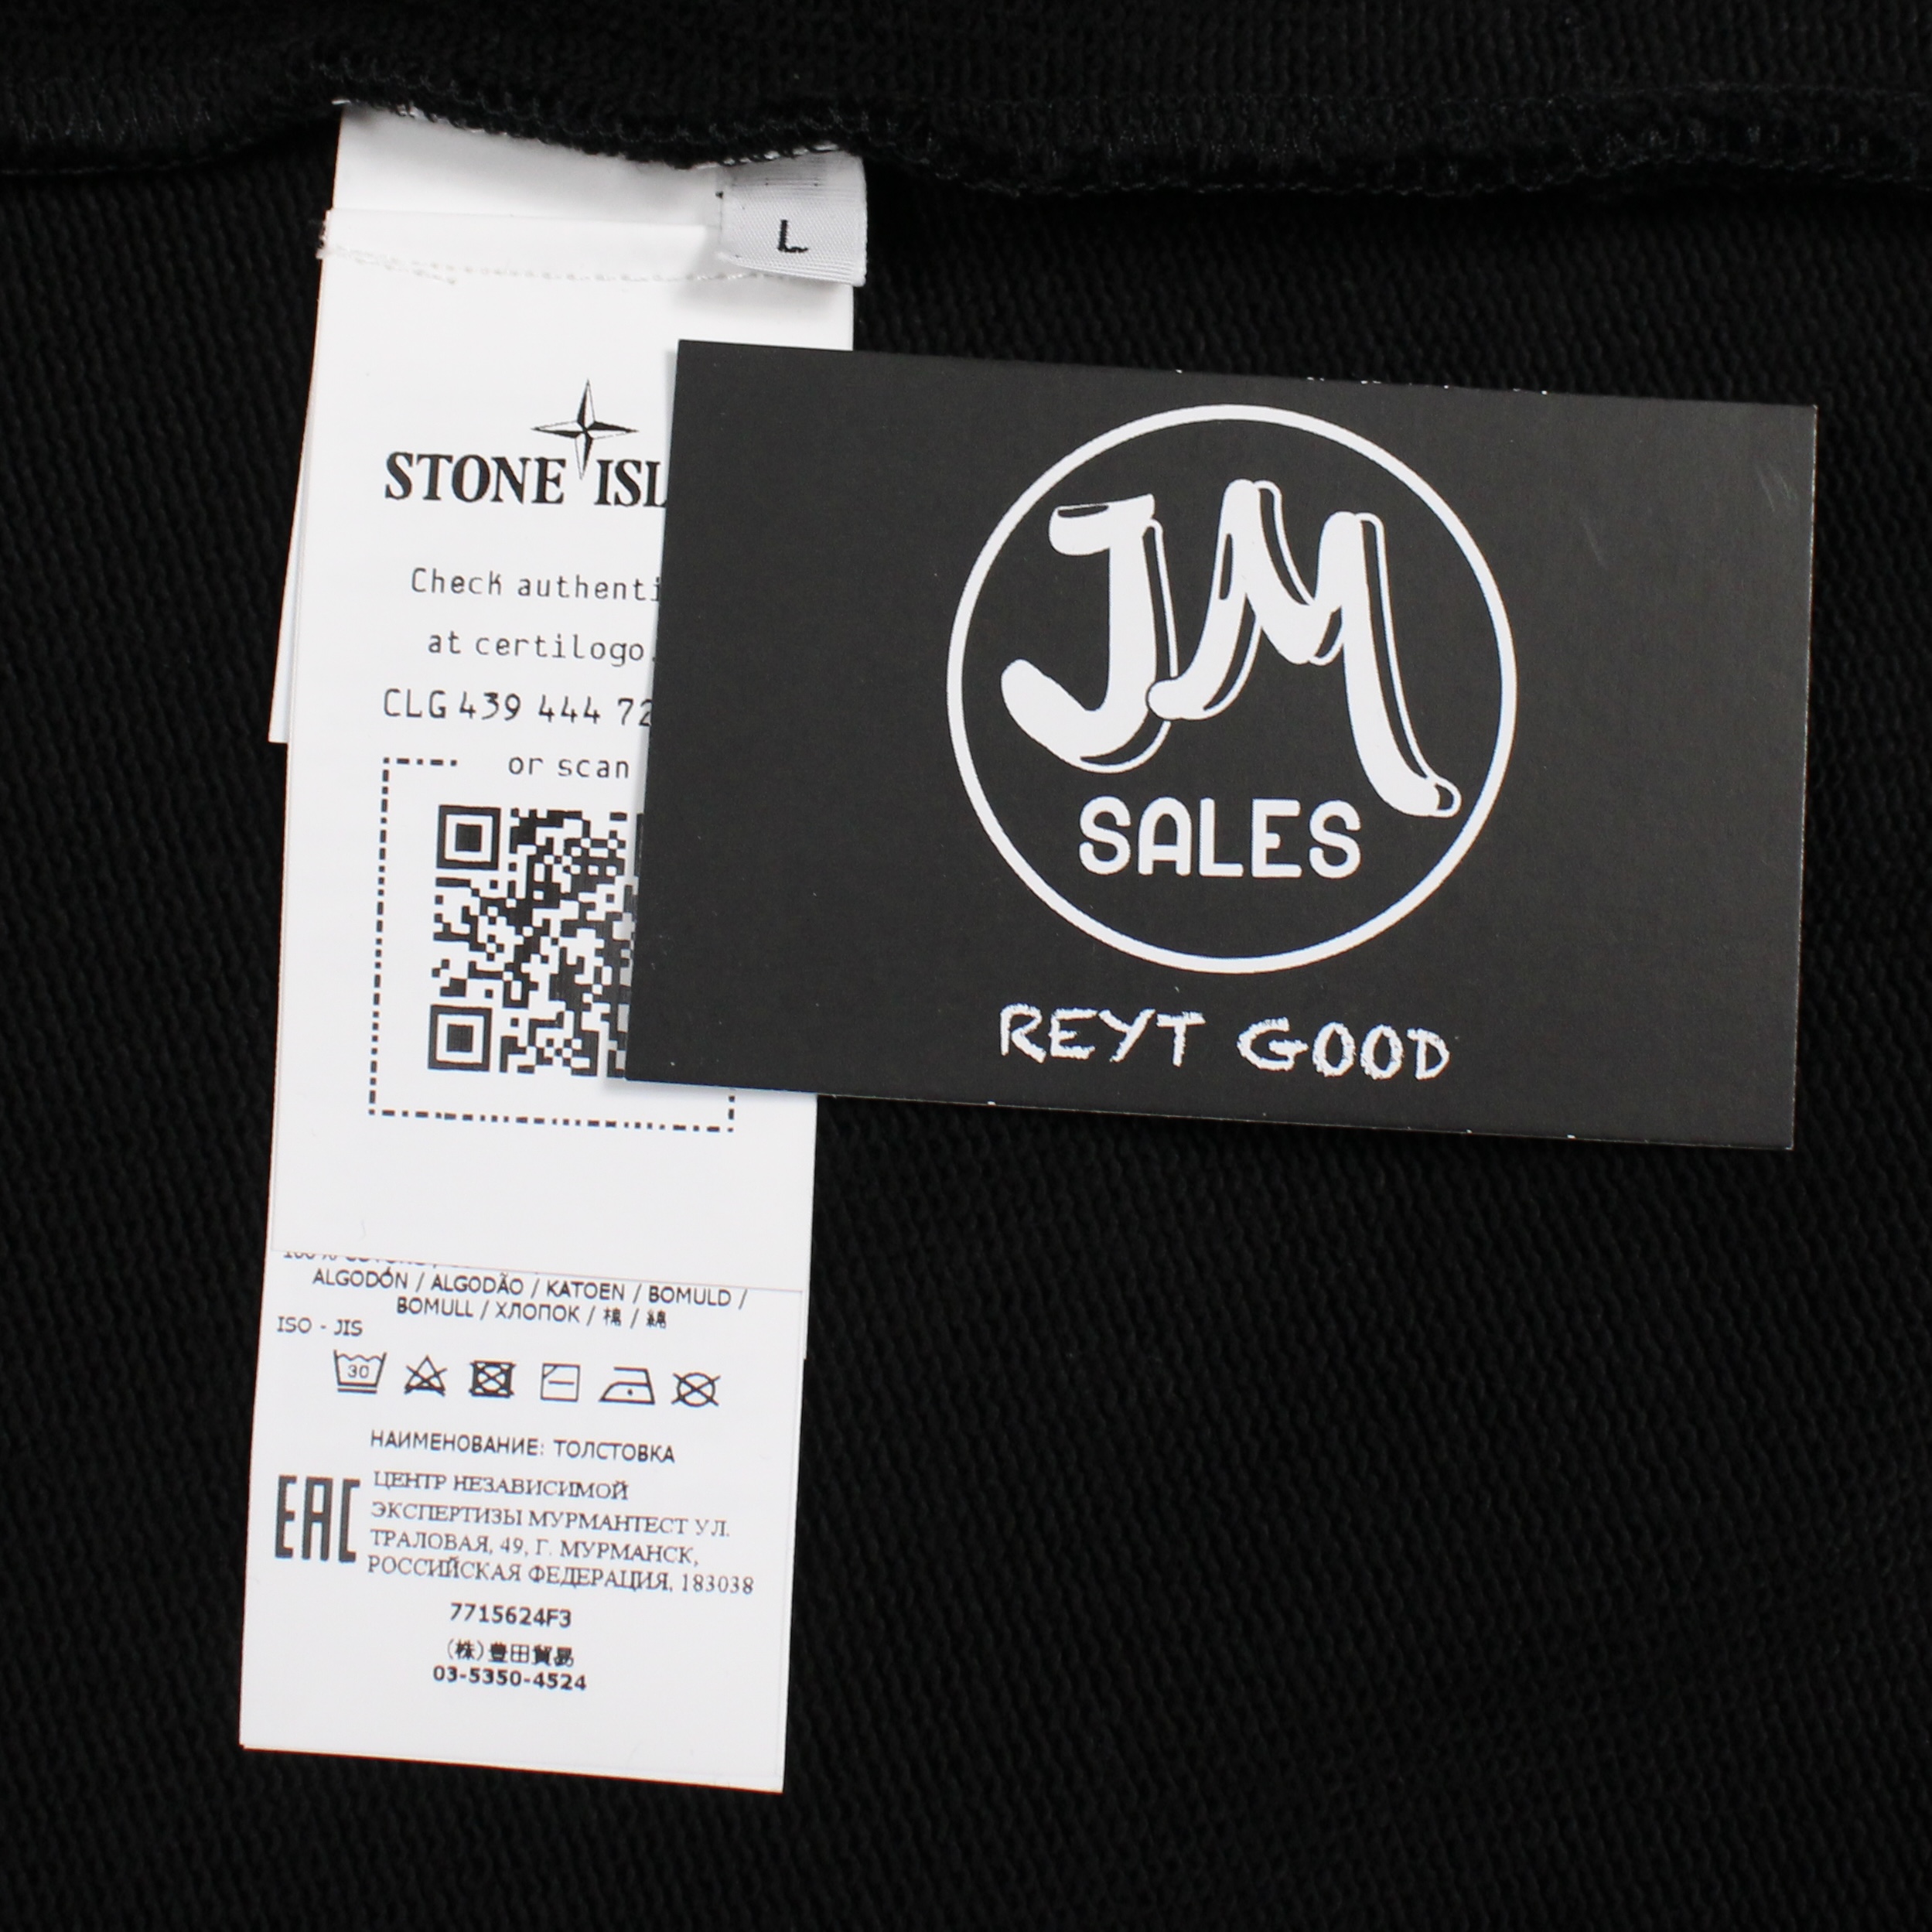 L
STONE ISL
Check authenti
at certilogo.
CLG 439 444 72
or scan
JM
SALES
REYT GOOD
ALGODÓN / ALGODÃO / KATOEN / BOMULD /
BOMULL / ХЛОПОК / 棉 / 綿
ISO - JIS
30
НАИМЕНОВАНИЕ: ТОЛСТОВКА
EAC
ЦЕНТР НЕЗАВИСИМОЙ
ЭКСПЕРТИЗЫ МУРМАНТЕСТ УЛ.
ТРАЛОВАЯ, 49, Г. МУРМАНСК,
РОССИЙСКАЯ ФЕДЕРАЦИЯ, 183038
7715624F3
(株)豊田貿易
03-5350-4524